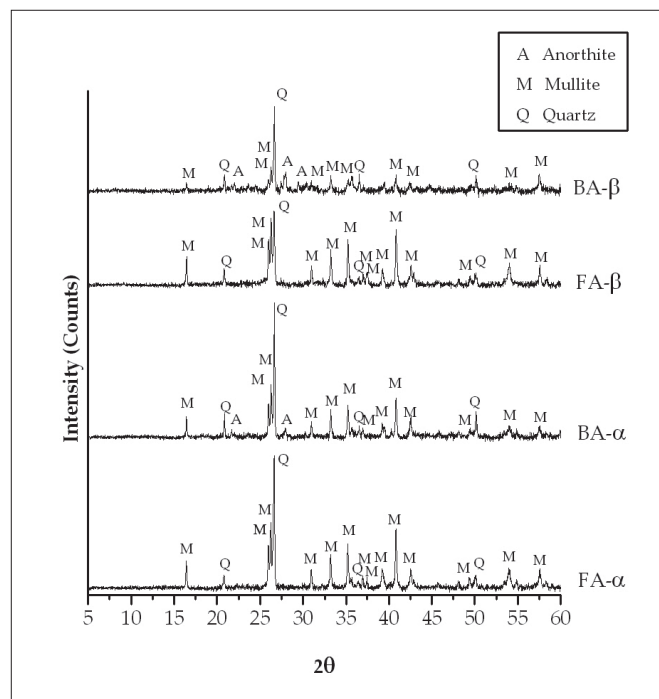 A Anorthite
M Mullite
Q Quartz
Q
M
M Q A M A M M M M Q M M Q M
BA-β
M Q
M
M Q M M M M M M Q M M M Q M M
FA-β
Q
M
M
M Q A A M M M Q M M M M M Q M M
BA-α
Q
M
M
M Q M M M Q M M M M M M Q M M
FA-α
Intensity (Counts)
5 10 15 20 25 30 35 40 45 50 55 60
2θ